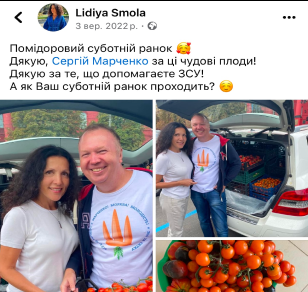 Lidiya Smola
3 вер. 2022 р. ·
Помідоровий суботній ранок 🥰
Дякую, Сергій Марченко за ці чудові плоди!
Дякую за те, що допомагаєте ЗСУ!
А як Ваш суботній ранок проходить? ☺️